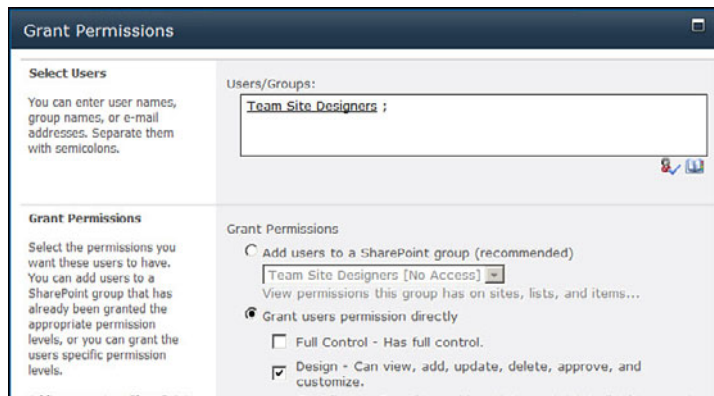 Grant Permissions
Select Users
You can enter user names,
group names, or e-mail
addresses. Separate them
with semicolons.
Users/Groups:
Team Site Designers ;
Grant Permissions
Select the permissions you
want these users to have.
You can add users to a
SharePoint group that has
already been granted the
appropriate permission
levels, or you can grant the
users specific permission
levels.
Grant Permissions
Add users to a SharePoint group (recommended)
Team Site Designers [No Access]
View permissions this group has on sites, lists, and items...
Grant users permission directly
Full Control - Has full control.
Design - Can view, add, update, delete, approve, and
customize.